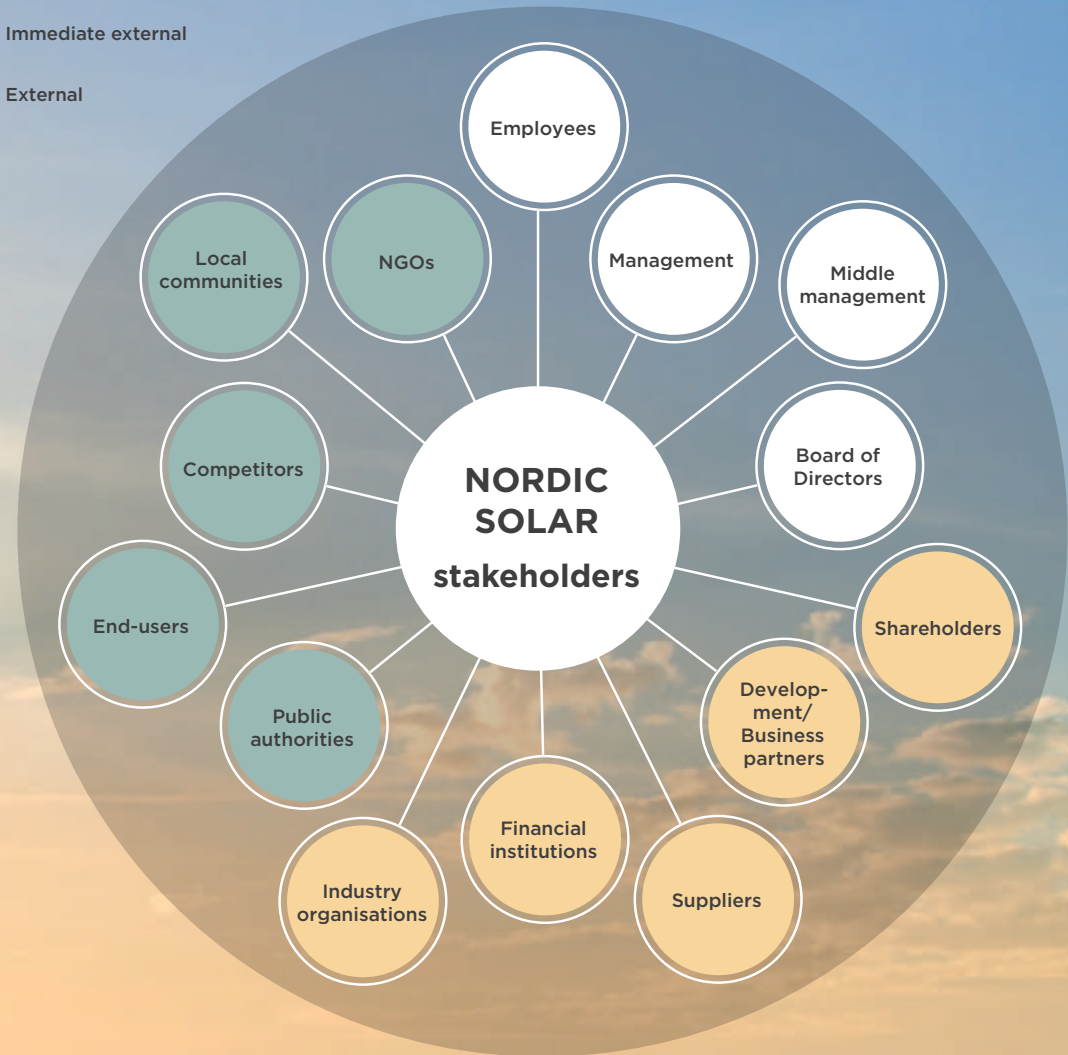 Immediate external
External
Employees
Local
communities
NGOs
Management
Middle
management
Competitors
Board of
Directors
NORDIC
SOLAR
stakeholders
End-users
Shareholders
Public
authorities
Develop-
ment/
Business
partners
Financial
institutions
Industry
organisations
Suppliers